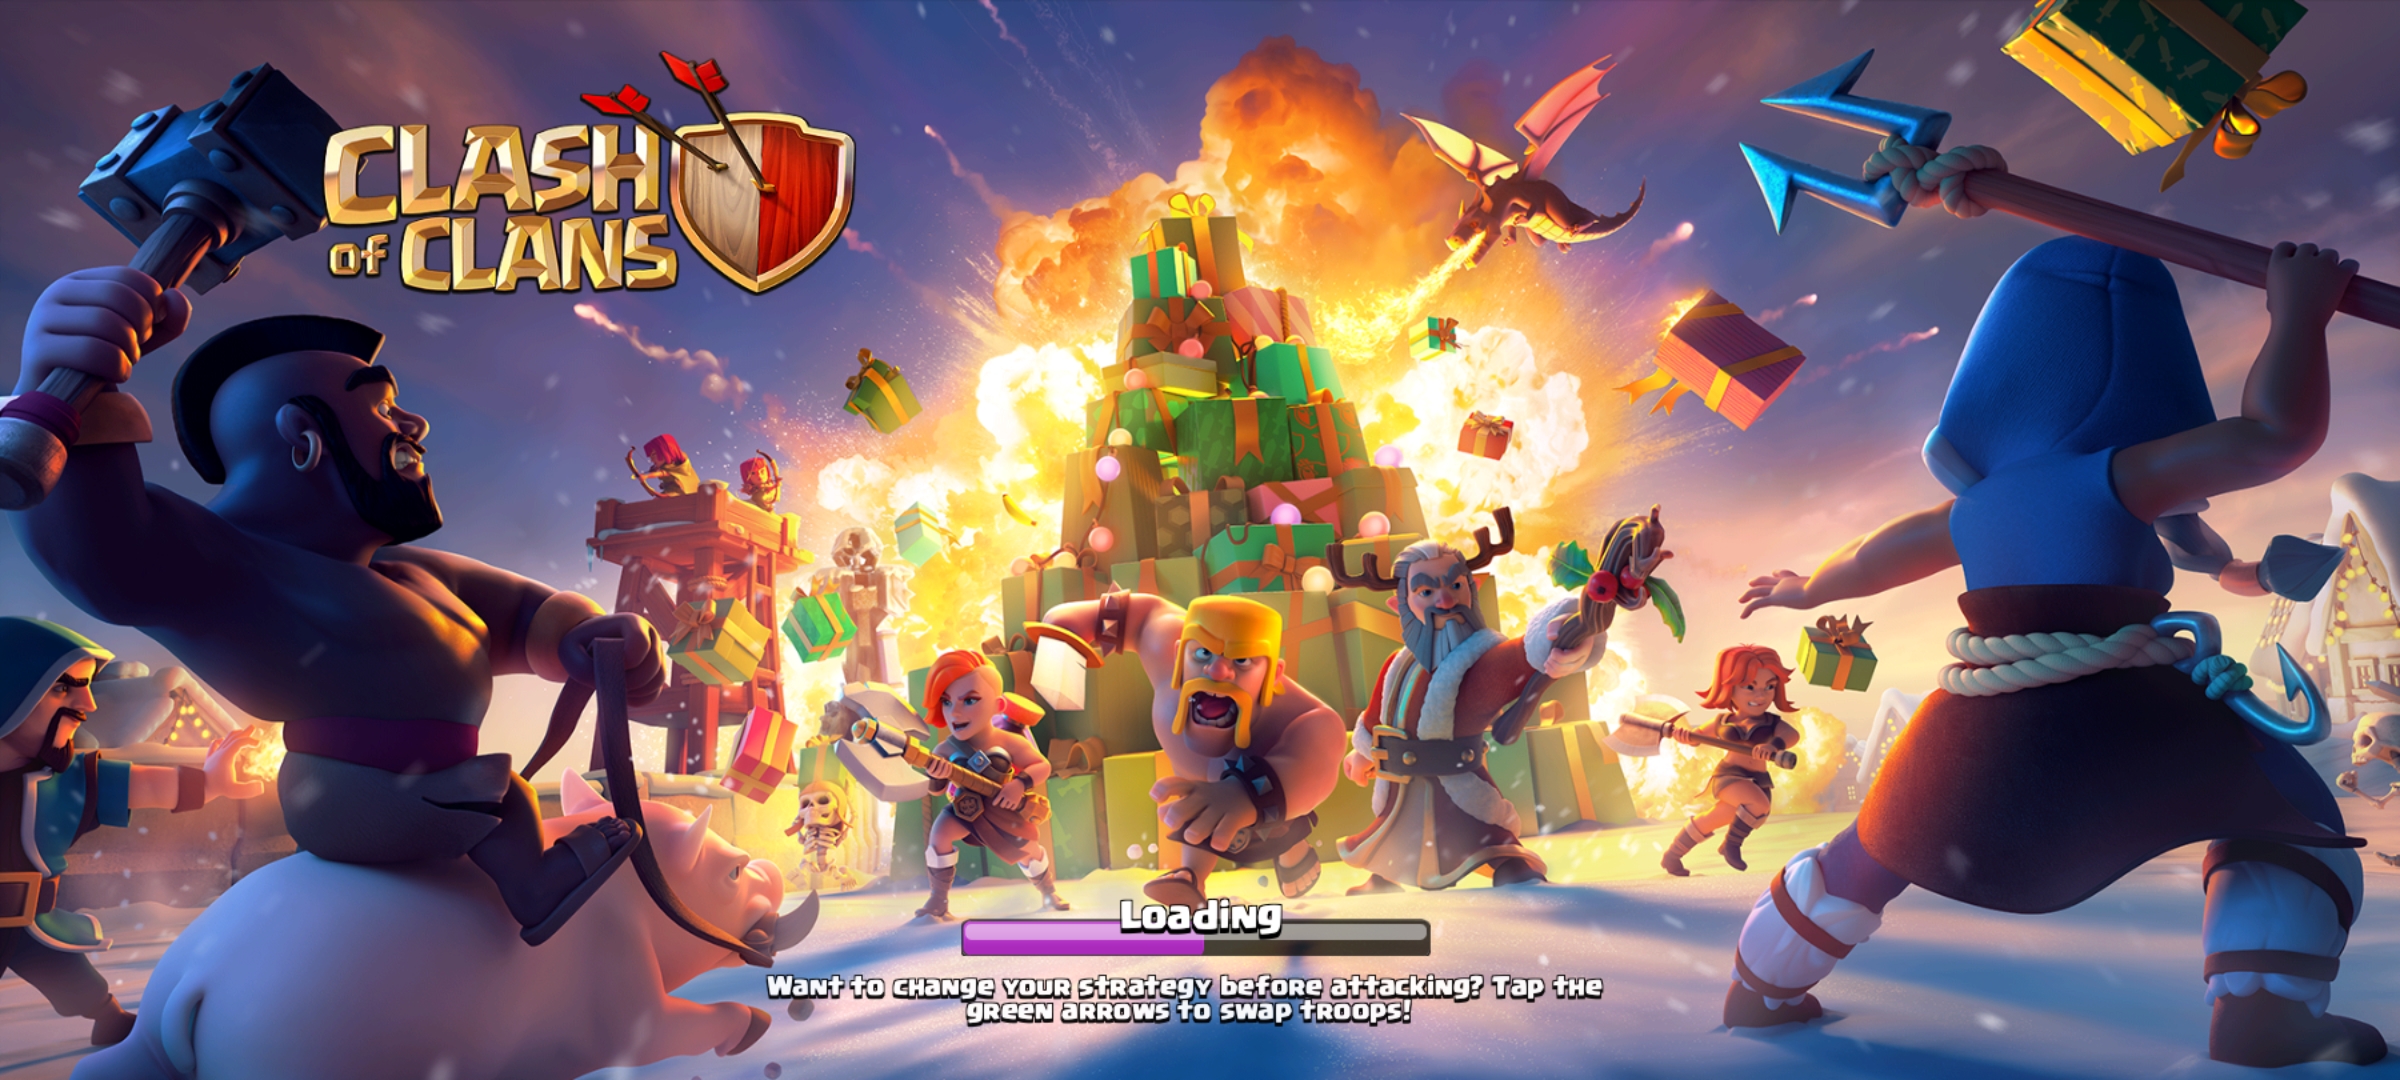 CLASH
OF CLANS
Loading
Want to change your strategy before attacking? Tap the
green arrows to swap troops!